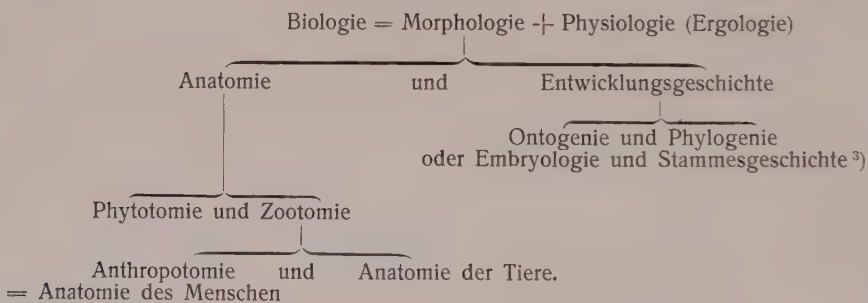 Biologie = Morphologie + Physiologie (Ergologie)
Anatomie und Entwicklungsgeschichte
Ontogenie und Phylogenie
oder Embryologie und Stammesgeschichte ³)
Phytotomie und Zootomie
Anthropotomie und Anatomie der Tiere.
= Anatomie des Menschen